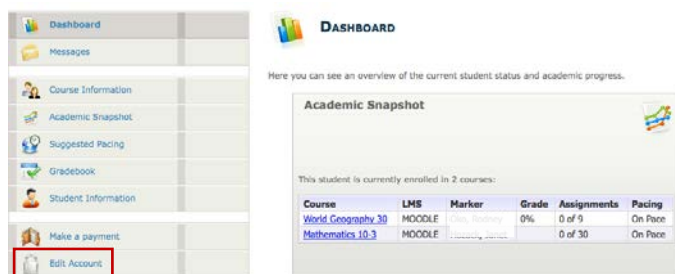 Dashboard
Messages
Course Information
Academic Snapshot
Suggested Pacing
Gradebook
Student Information
Make a payment
Edit Account
DASHBOARD
Here you can see an overview of the current student status and academic progress.
Academic Snapshot
This student is currently enrolled in 2 courses:
Course LMS Marker Grade Assignments Pacing
World Geography 30 MOODLE 0% 0 of 9 On Pace
Mathematics 10-3 MOODLE 0 of 30 On Pace